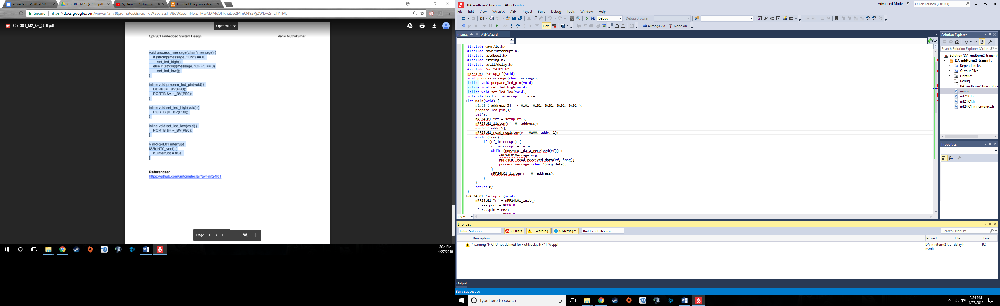 Projects - CPE301-ESD
CpE301_M2_Qs_S18.pdf
System Of A Down -
Untitled Diagram - draw
Secure
CpE301_M2_Qs_S18.pdf
Open with
CpE301 Embedded System Design
Venki Muthukumar
void process_message(char *message) {
if (strcmp(message, "ON") == 0)
set_led_high();
else if (strcmp(message, "OFF") == 0)
set_led_low();
}
inline void prepare_led_pin(void) {
DDRB |= _BV(PB0);
PORTB &= ~_BV(PB0);
}
inline void set_led_high(void) {
PORTB |= _BV(PB0);
}
inline void set_led_low(void) {
PORTB &= ~_BV(PB0);
}
// nRF24L01 interrupt
ISR(INT0_vect) {
rf_interrupt = true;
}
References:
https://github.com/antoineleclair/avr-nrf24l01
Page 6 / 6
3:34 PM
4/27/2018
DA_midterm2_transmit - AtmelStudio
Advanced Mode
Quick Launch (Ctrl+Q)
File Edit View VAssistX ASF Project Build Debug Tools Window Help
Debug
Debug Browser
Hex
ATmega328
None on
main.c
ASF Wizard
Go
#include <avr/io.h>
#include <avr/interrupt.h>
#include <stdbool.h>
#include <string.h>
#include <util/delay.h>
#include "nrf24l01.h"
nRF24L01 *setup_rf(void);
void process_message(char *message);
inline void prepare_led_pin(void);
inline void set_led_high(void);
inline void set_led_low(void);
volatile bool rf_interrupt = false;
int main(void) {
uint8_t address[5] = { 0x01, 0x01, 0x01, 0x01, 0x01 };
prepare_led_pin();
sei();
nRF24L01 *rf = setup_rf();
nRF24L01_listen(rf, 0, address);
uint8_t addr[5];
nRF24L01_read_register(rf, 0x00, addr, 1);
while (true) {
if (rf_interrupt) {
rf_interrupt = false;
while (nRF24L01_data_received(rf)) {
nRF24L01Message msg;
nRF24L01_read_received_data(rf, &msg);
process_message((char *)msg.data);
}
nRF24L01_listen(rf, 0, address);
}
}
return 0;
}
nRF24L01 *setup_rf(void) {
nRF24L01 *rf = nRF24L01_init();
rf->ss.port = &PORTB;
rf->ss.pin = PB2;
rf->ce.port = &PORTB;
100 %
Solution Explorer
Search Solution Explorer (Ctrl+;
Solution 'DA_midterm2_transmit
DA_midterm2_transmit
Dependencies
Output Files
Libraries
Debug
DA_midterm2_transmit.co
main.c
nrf24l01.c
nrf24l01.h
nrf24l01-mnemonics.h
Properties
Error List
Entire Solution
0 Errors
1 Warning
0 Messages
Build + IntelliSense
Search Error List
Description
Project
File
Line
#warning "F_CPU not defined for <util/delay.h>" [-Wcpp]
DA_midterm2_tra
nsmit
delay.h
92
Output
Build succeeded
Type here to search
3:34 PM
4/27/2018